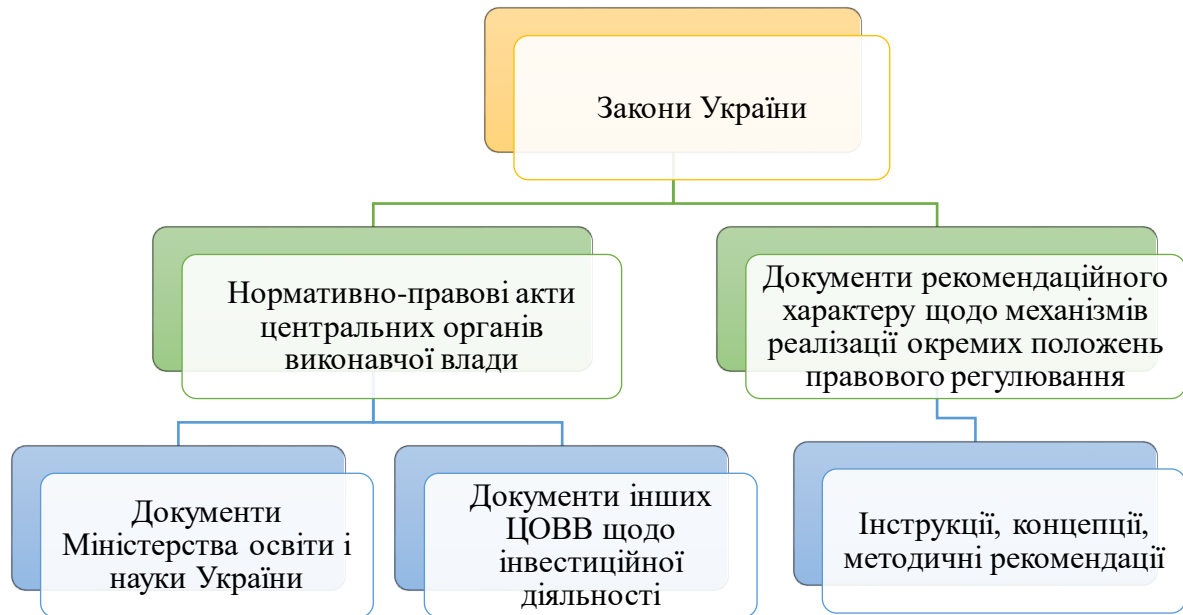 Закони України
Нормативно-правові акти
центральних органів
виконавчої влади
Документи рекомендаційного
характеру щодо механізмів
реалізації окремих положень
правового регулювання
Документи
Міністерства освіти і
науки України
Документи інших
ЦОВВ щодо
інвестиційної
діяльності
Інструкції, концепції,
методичні рекомендації